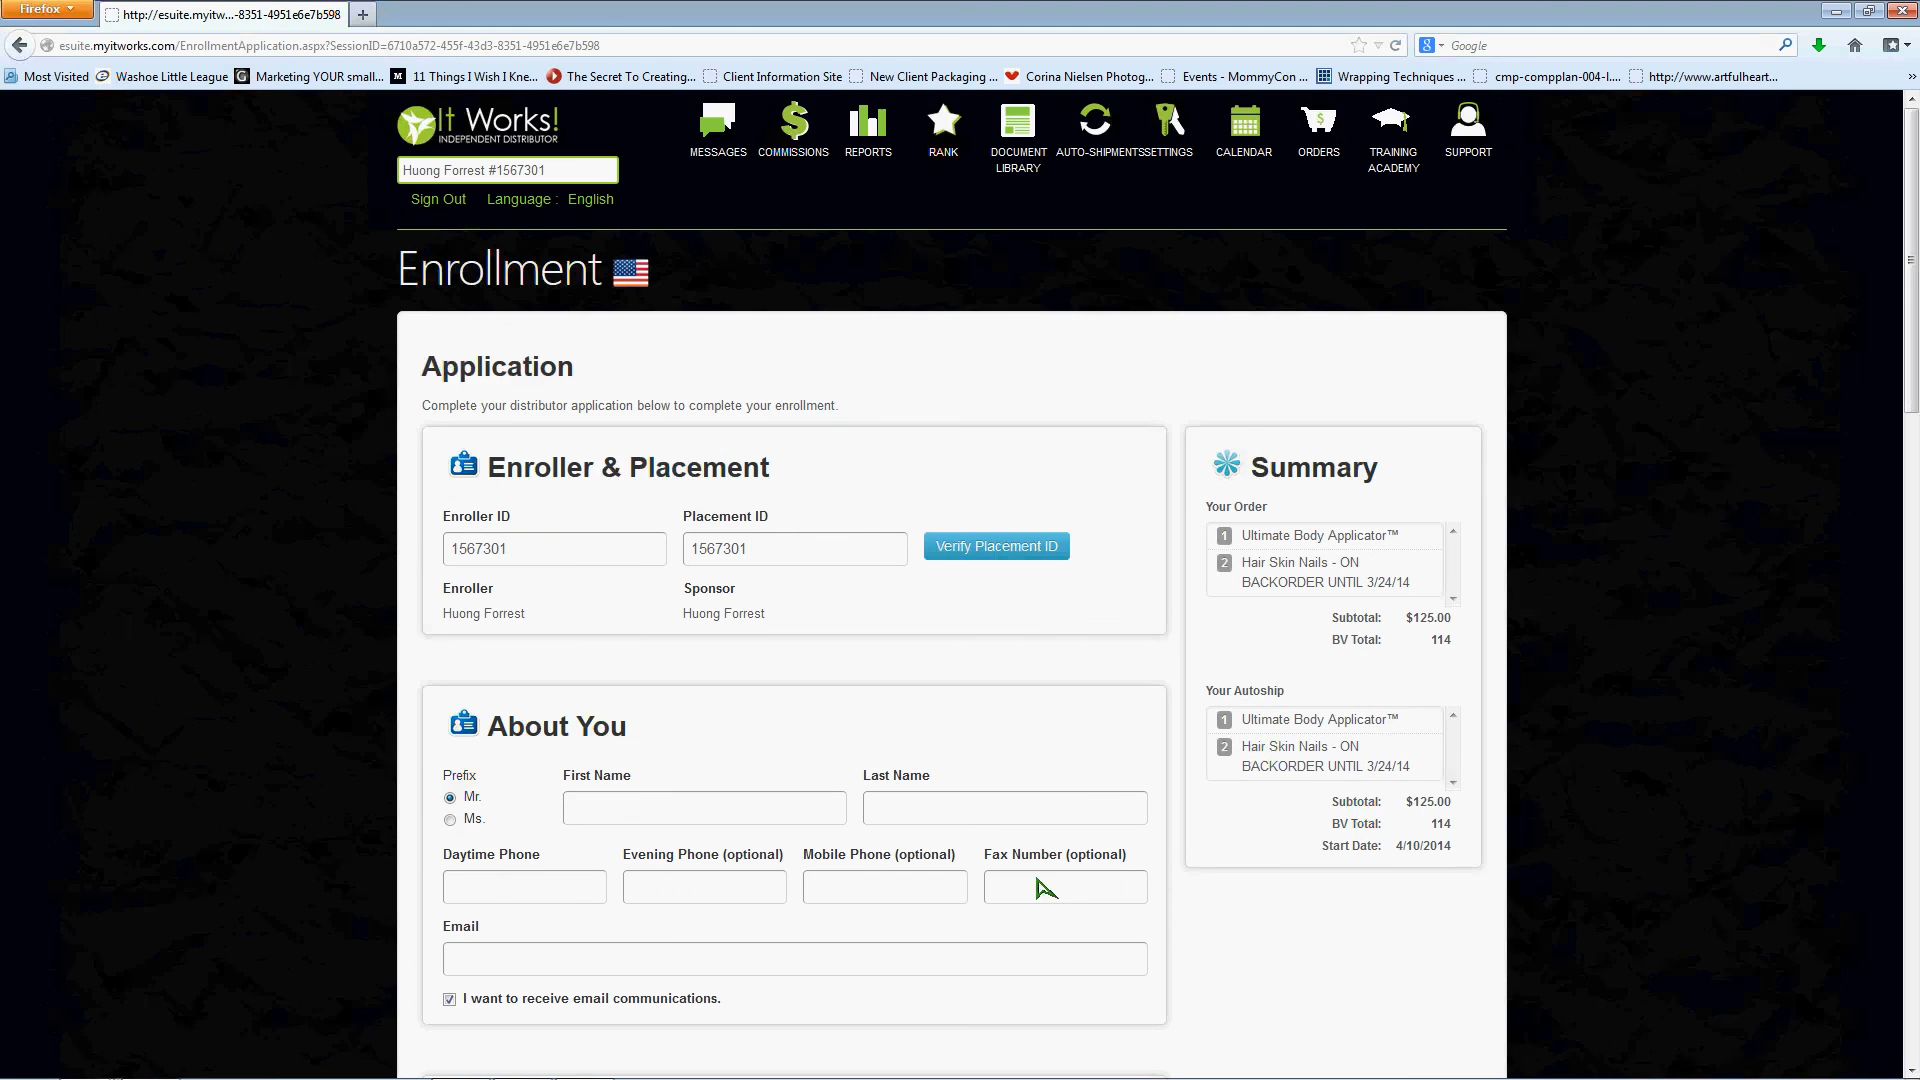 Firefox
http://esuite.myitw...-8351-4951e6e7b598
esuite.myitworks.com/EnrollmentApplication.aspx?SessionID=6710a572-455f-43d3-8351-4951e6e7b598
Google
Most Visited
Washoe Little League
Marketing YOUR small...
11 Things I Wish I Kne...
The Secret To Creating...
Client Information Site
New Client Packaging ...
Corina Nielsen Photog...
Events - MommyCon ...
Wrapping Techniques ...
cmp-compplan-004-I....
http://www.artfulheart...
It Works!
INDEPENDENT DISTRIBUTOR
Huong Forrest #1567301
Sign Out Language : English
MESSAGES
COMMISSIONS
REPORTS
RANK
DOCUMENT
LIBRARY
AUTO-SHIPMENTS
SETTINGS
CALENDAR
ORDERS
TRAINING
ACADEMY
SUPPORT
Enrollment
Application
Complete your distributor application below to complete your enrollment.
Enroller & Placement
Enroller ID
Placement ID
1567301
1567301
Verify Placement ID
Enroller
Sponsor
Huong Forrest
Huong Forrest
About You
Prefix
First Name
Last Name
Mr.
Ms.
Daytime Phone
Evening Phone (optional)
Mobile Phone (optional)
Fax Number (optional)
Email
I want to receive email communications.
Summary
Your Order
1 Ultimate Body Applicator™
2 Hair Skin Nails - ON
BACKORDER UNTIL 3/24/14
Subtotal: $125.00
BV Total: 114
Your Autoship
1 Ultimate Body Applicator™
2 Hair Skin Nails - ON
BACKORDER UNTIL 3/24/14
Subtotal: $125.00
BV Total: 114
Start Date: 4/10/2014